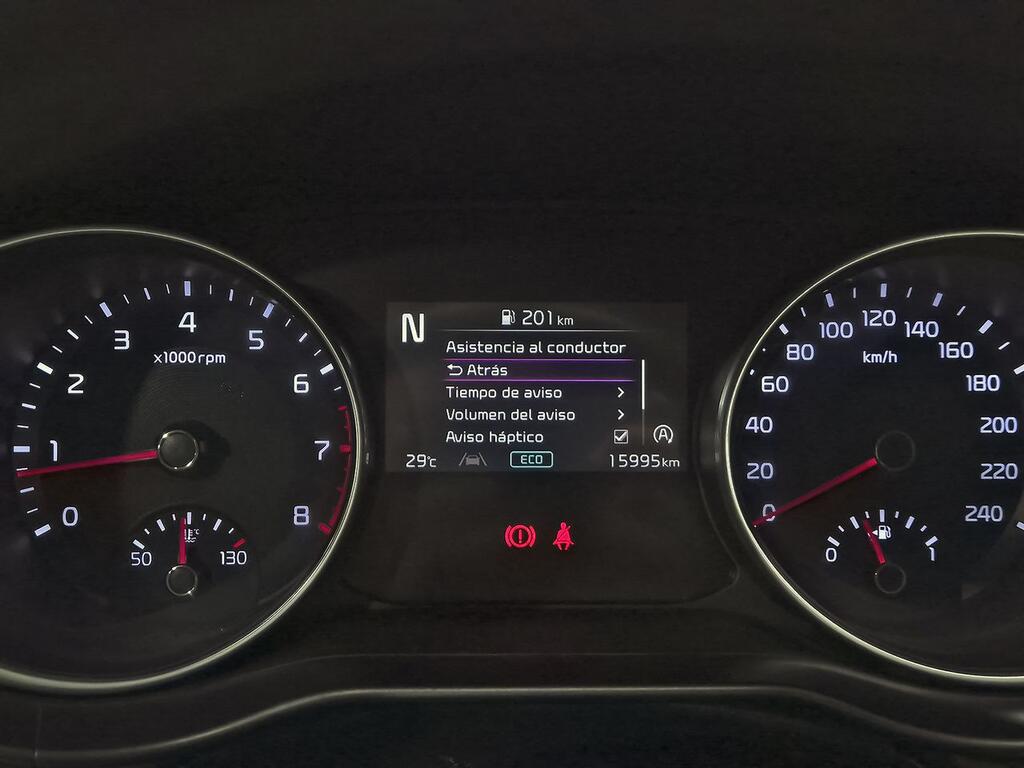 201 km
N
Asistencia al conductor
Atrás
Tiempo de aviso
Volumen del aviso
Aviso háptico
A
29°c
ECO
15995km
0
1
2
3
4
5
6
7
8
x1000rpm
50
130
°C
0
20
40
60
80
100
120
140
160
180
200
220
240
km/h
0
1